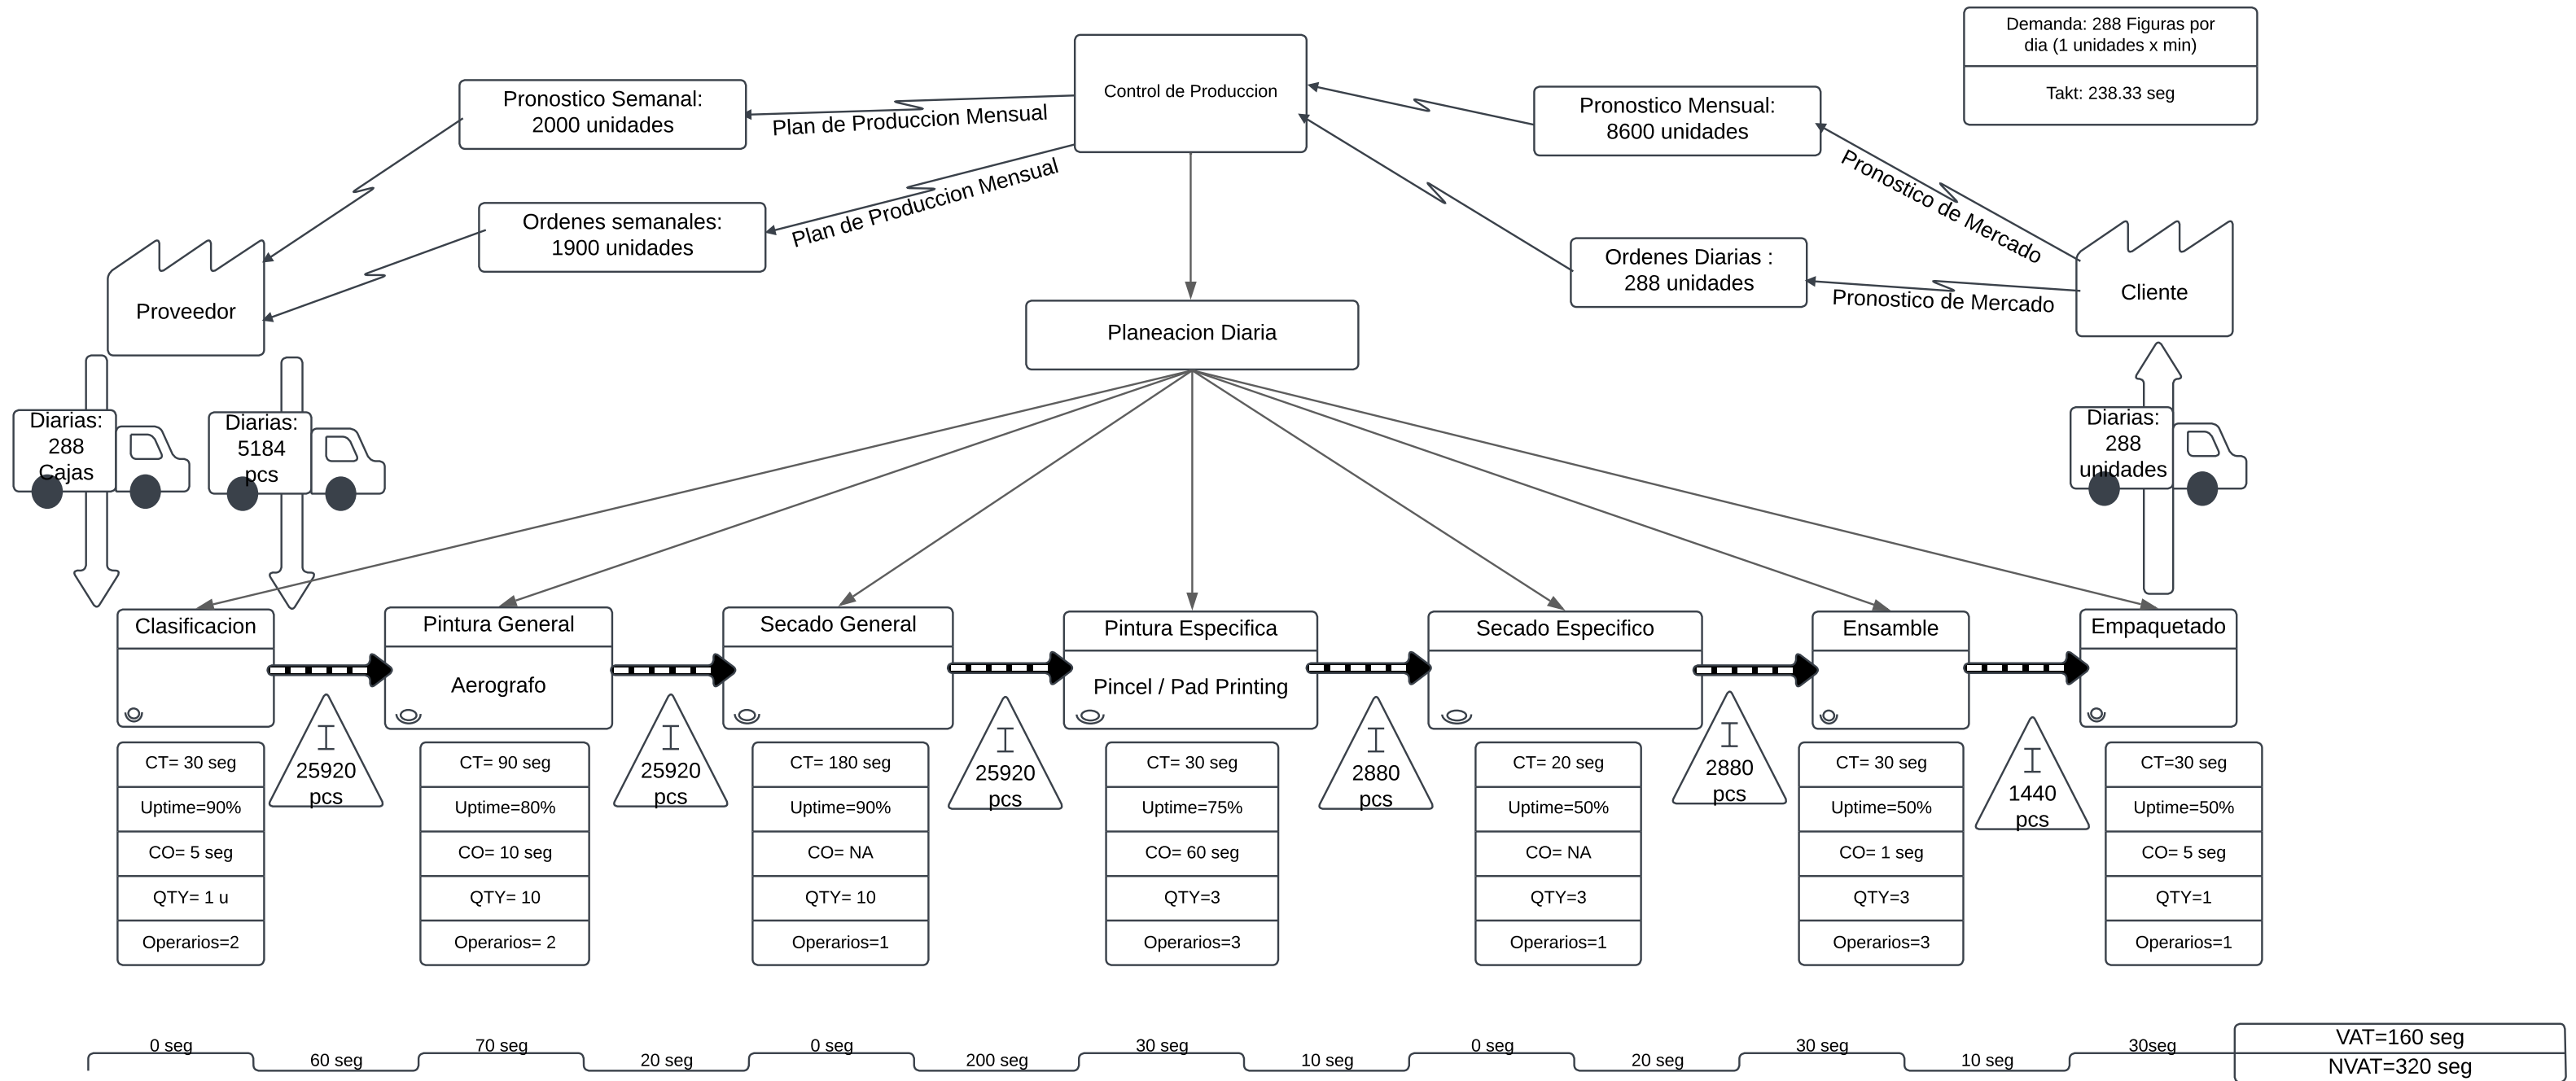 Demanda: 288 Figuras por
dia (1 unidades x min)
Takt: 238.33 seg
Control de Produccion
Pronostico Semanal:
2000 unidades
Plan de Produccion Mensual
Pronostico Mensual:
8600 unidades
Pronostico de Mercado
Ordenes semanales:
1900 unidades
Plan de Produccion Mensual
Ordenes Diarias :
288 unidades
Pronostico de Mercado
Proveedor
Cliente
Planeacion Diaria
Diarias:
288
Cajas
Diarias:
5184
pcs
Diarias:
288
unidades
Clasificacion
Pintura General
Aerografo
Secado General
Pintura Especifica
Pincel / Pad Printing
Secado Especifico
Ensamble
Empaquetado
I
25920
pcs
I
25920
pcs
I
25920
pcs
I
2880
pcs
I
2880
pcs
I
1440
pcs
CT= 30 seg
Uptime=90%
CO= 5 seg
QTY= 1 u
Operarios=2
CT= 90 seg
Uptime=80%
CO= 10 seg
QTY= 10
Operarios= 2
CT= 180 seg
Uptime=90%
CO= NA
QTY= 10
Operarios=1
CT= 30 seg
Uptime=75%
CO= 60 seg
QTY=3
Operarios=3
CT= 20 seg
Uptime=50%
CO= NA
QTY=3
Operarios=1
CT= 30 seg
Uptime=50%
CO= 1 seg
QTY=3
Operarios=3
CT=30 seg
Uptime=50%
CO= 5 seg
QTY=1
Operarios=1
0 seg
60 seg
70 seg
20 seg
0 seg
200 seg
30 seg
10 seg
0 seg
20 seg
30 seg
10 seg
30seg
VAT=160 seg
NVAT=320 seg